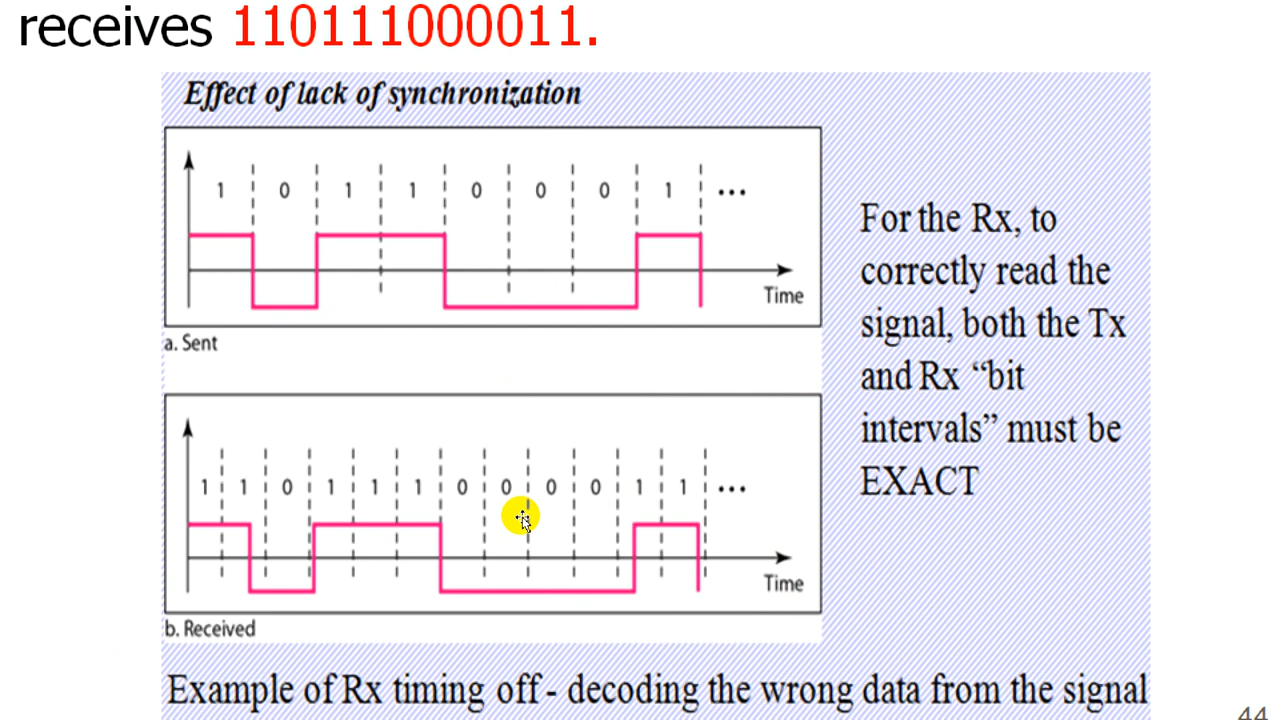 receives 110111000011.
Effect of lack of synchronization
1 0 1 1 0 0 0 1 ...
Time
a. Sent
1 1 0 1 1 1 0 0 0 0 1 1 ...
Time
b. Received
For the Rx, to
correctly read the
signal, both the Tx
and Rx “bit
intervals” must be
EXACT
Example of Rx timing off - decoding the wrong data from the signal
44